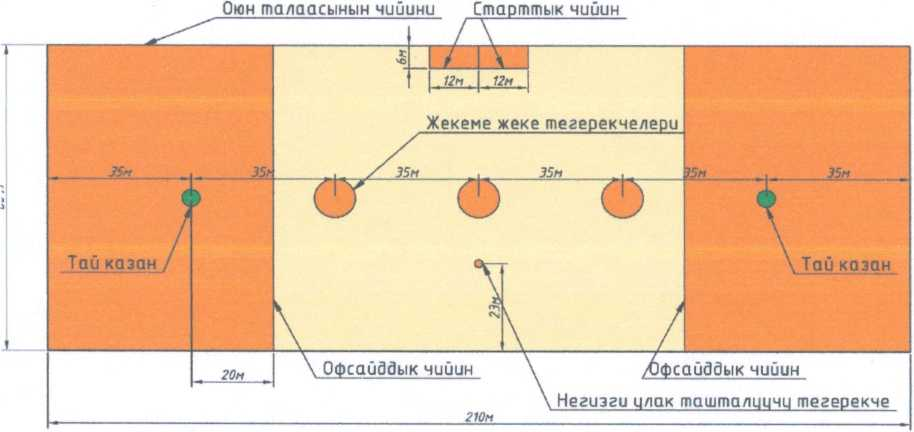 Оюн талаасынын чийини
Старттык чийин
6м
12м 12м
Жекеме жеке тегерекчелери
35м 35м 35м 35м 35м 35м
Тай казан
Тай казан
23м
Офсайддык чийин
Офсайддык чийин
20м
Негизги улак ташталуучу тегерекче
210м